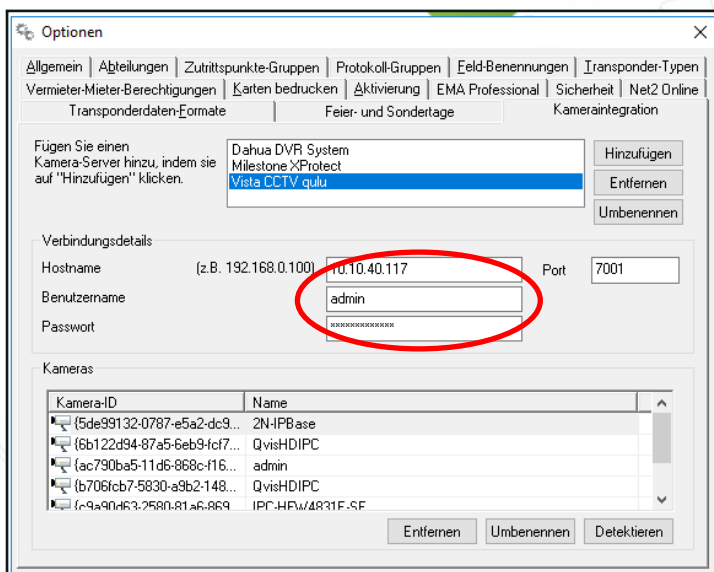 Optionen
Allgemein Abteilungen Zutrittspunkte-Gruppen Protokoll-Gruppen Feld-Benennungen Transponder-Typen
Vermieter-Mieter-Berechtigungen Karten bedrucken Aktivierung EMA Professional Sicherheit Net2 Online
Transponderdaten-Formate Feier- und Sondertage Kameraintegration
Fügen Sie einen
Kamera-Server hinzu, indem sie
auf "Hinzufügen" klicken.
Dahua DVR System
Milestone XProtect
Vista CCTV qulu
Hinzufügen
Entfernen
Umbenennen
Verbindungsdetails
Hostname (z.B. 192.168.0.100) 10.10.40.117 Port 7001
Benutzername admin
Passwort *************
Kameras
Kamera-ID Name
{5de99132-0787-e5a2-dc9... 2N-IPBase
{6b122d94-87a5-6eb9-fcf7... QvisHDIPC
{ac790ba5-11d6-868c-f16... admin
{b706fcb7-5830-a9b2-148... QvisHDIPC
{c9a90d63-2580-81a6-869... IPC-HFW4831E-SE
Entfernen Umbenennen Detektieren